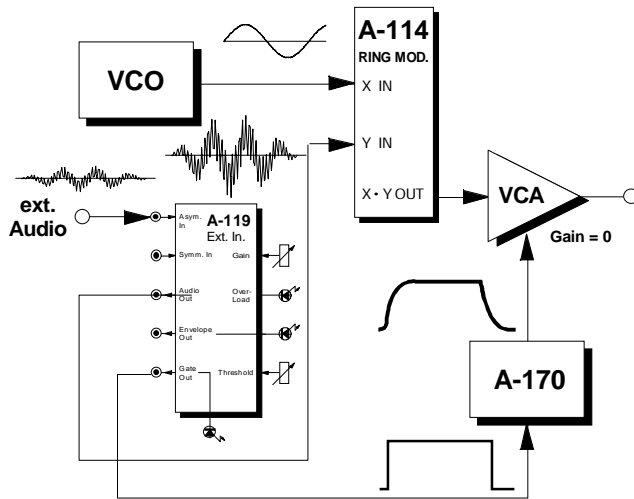 A-114
RING MOD.
VCO
X IN
Y IN
X • Y OUT
VCA
Gain = 0
ext.
Audio
A-119
Ext. In.
Asym.
In
Symm. In
Gain
Audio
Out
Over-
Load
Envelope
Out
Gate
Out
Threshold
A-170